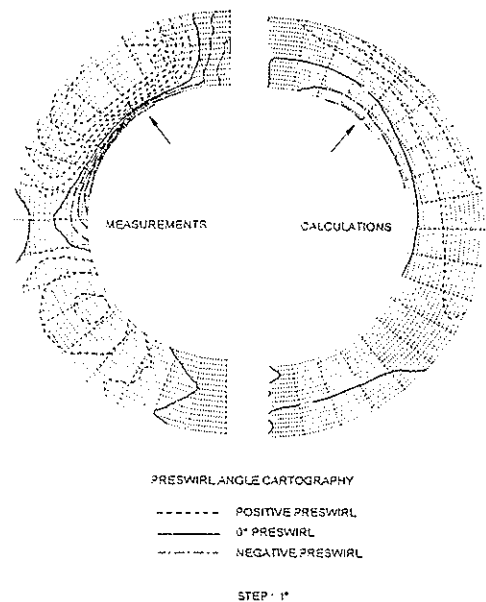 MEASUREMENTS
CALCULATIONS
PRESWIRL ANGLE CARTOGRAPHY
POSITIVE PRESWIRL
0° PRESWIRL
NEGATIVE PRESWIRL
STEP : 1°